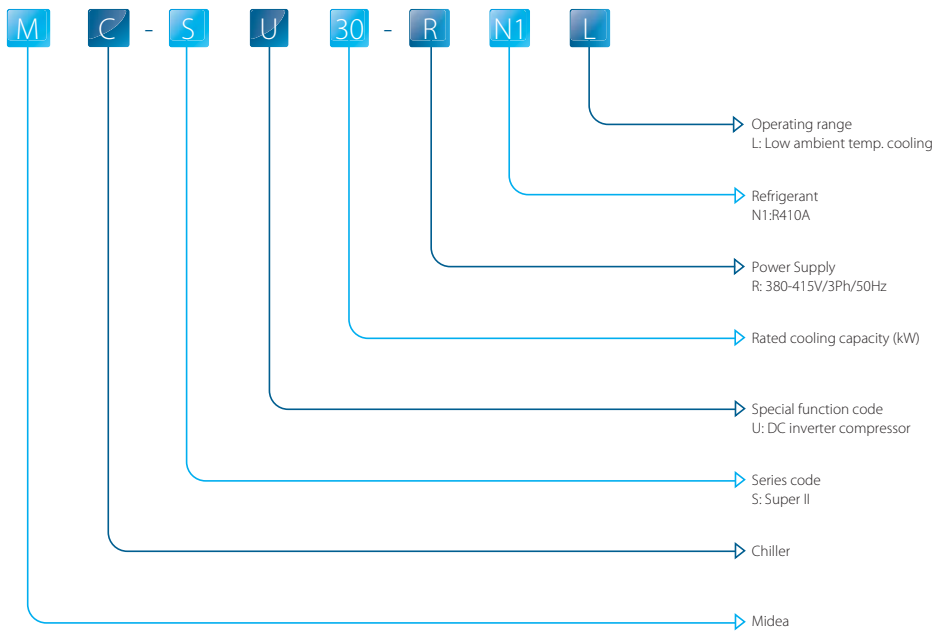 M C - S U 30 - R N1 L
Operating range
L: Low ambient temp. cooling
Refrigerant
N1:R410A
Power Supply
R: 380-415V/3Ph/50Hz
Rated cooling capacity (kW)
Special function code
U: DC inverter compressor
Series code
S: Super II
Chiller
Midea